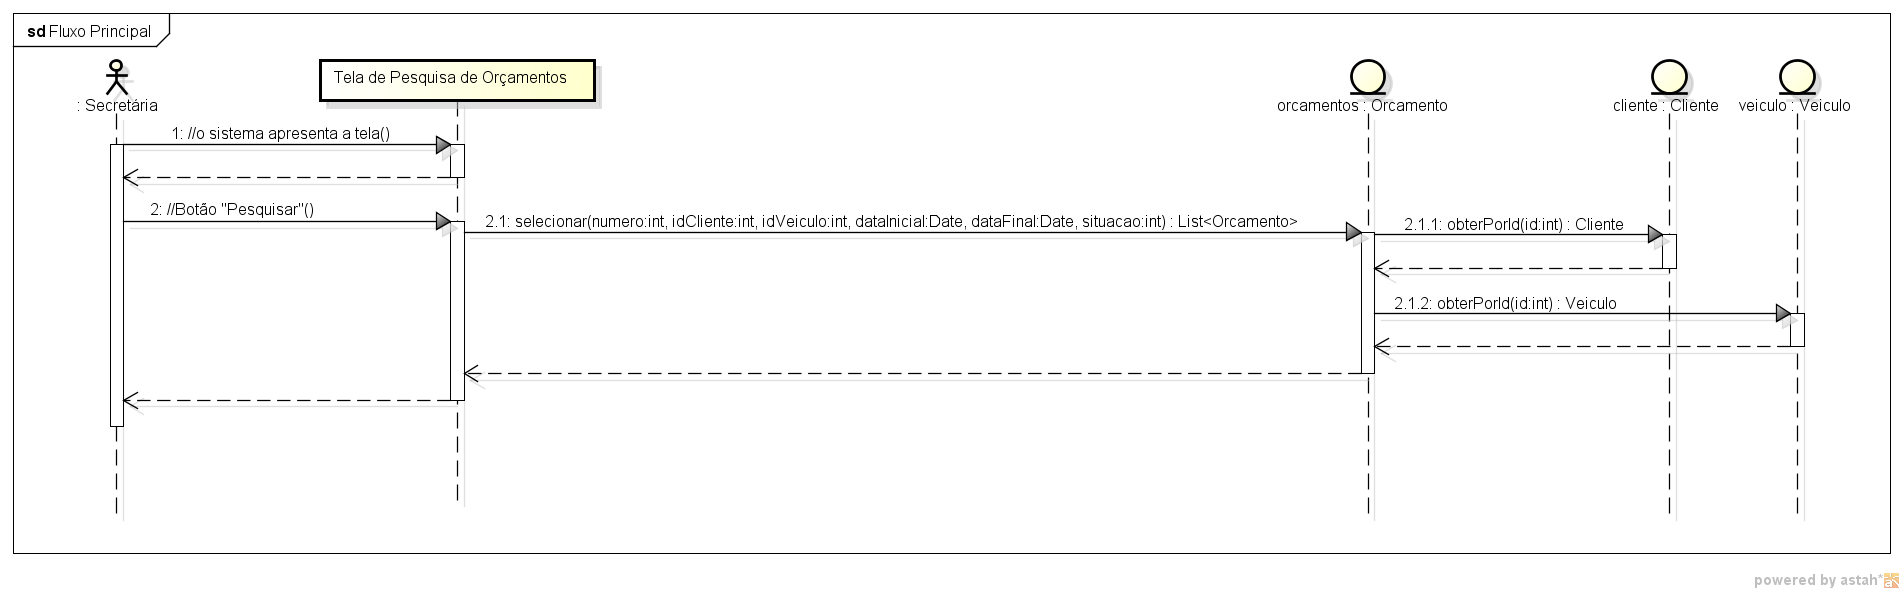 sd Fluxo Principal
Tela de Pesquisa de Orçamentos
: Secretária
orcamentos : Orcamento
cliente : Cliente
veiculo : Veiculo
1: //o sistema apresenta a tela()
2: //Botão "Pesquisar"()
2.1: selecionar(numero:int, idCliente:int, idVeiculo:int, dataInicial:Date, dataFinal:Date, situacao:int) : List<Orcamento>
2.1.1: obterPorId(id:int) : Cliente
2.1.2: obterPorId(id:int) : Veiculo
powered by astah*